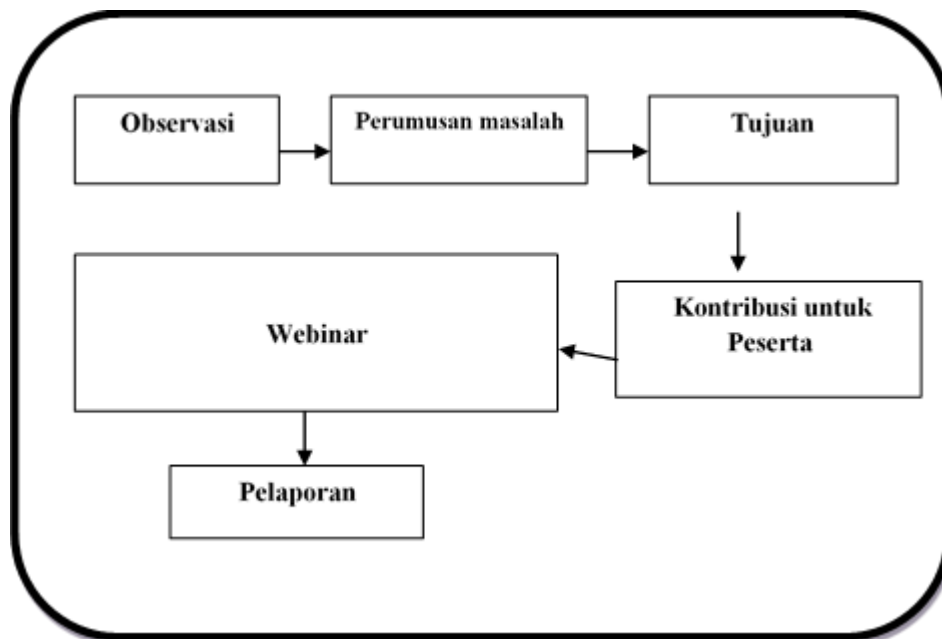 Observasi
Perumusan masalah
Tujuan
Kontribusi untuk
Peserta
Webinar
Pelaporan